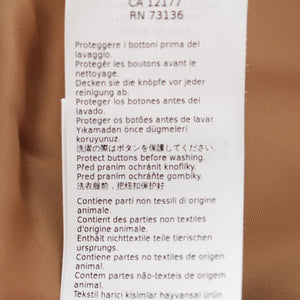 CA 12177
RN 73136
Proteggere i bottoni prima del
lavaggio.
Protegér les boutons avant le
nettoyage.
Decken sie die knöpfe vor jeder
reinigung ab.
Proteger los botones antes del
lavado.
Proteger os botões antes de lavar.
Yıkamadan önce düğmeleri
koruyunuz.
洗濯の際はボタンを保護してください.
Protect buttons before washing.
Před praním ochránit knoflíky.
Pred praním ochráňte gombíky.
洗衣服前，把纽扣保护好
Contiene parti non tessili di origine
animale.
Contient des parties non textiles
d'origine animale.
Enthält nichttextile teile tierischen
ursprungs.
Contiene partes no textiles de origen
animal.
Contem partes não-texteis de origem
animal.
Tekstil harici kisimlar hayvansal ürün